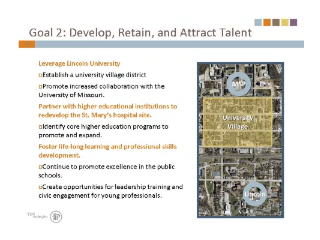 Goal 2: Develop, Retain, and Attract Talent
Leverage Lincoln University
Establish a university village district
Promote increased collaboration with the
University of Missouri.
Partner with higher educational institutions to
redevelop the St. Mary's hospital site.
Identify core higher education programs to
promote and expand.
Foster life-long learning and professional skills
development.
Continue to promote excellence in the public
schools.
Create opportunities for leadership training and
civic engagement for young professionals.
University
Village
Lincoln